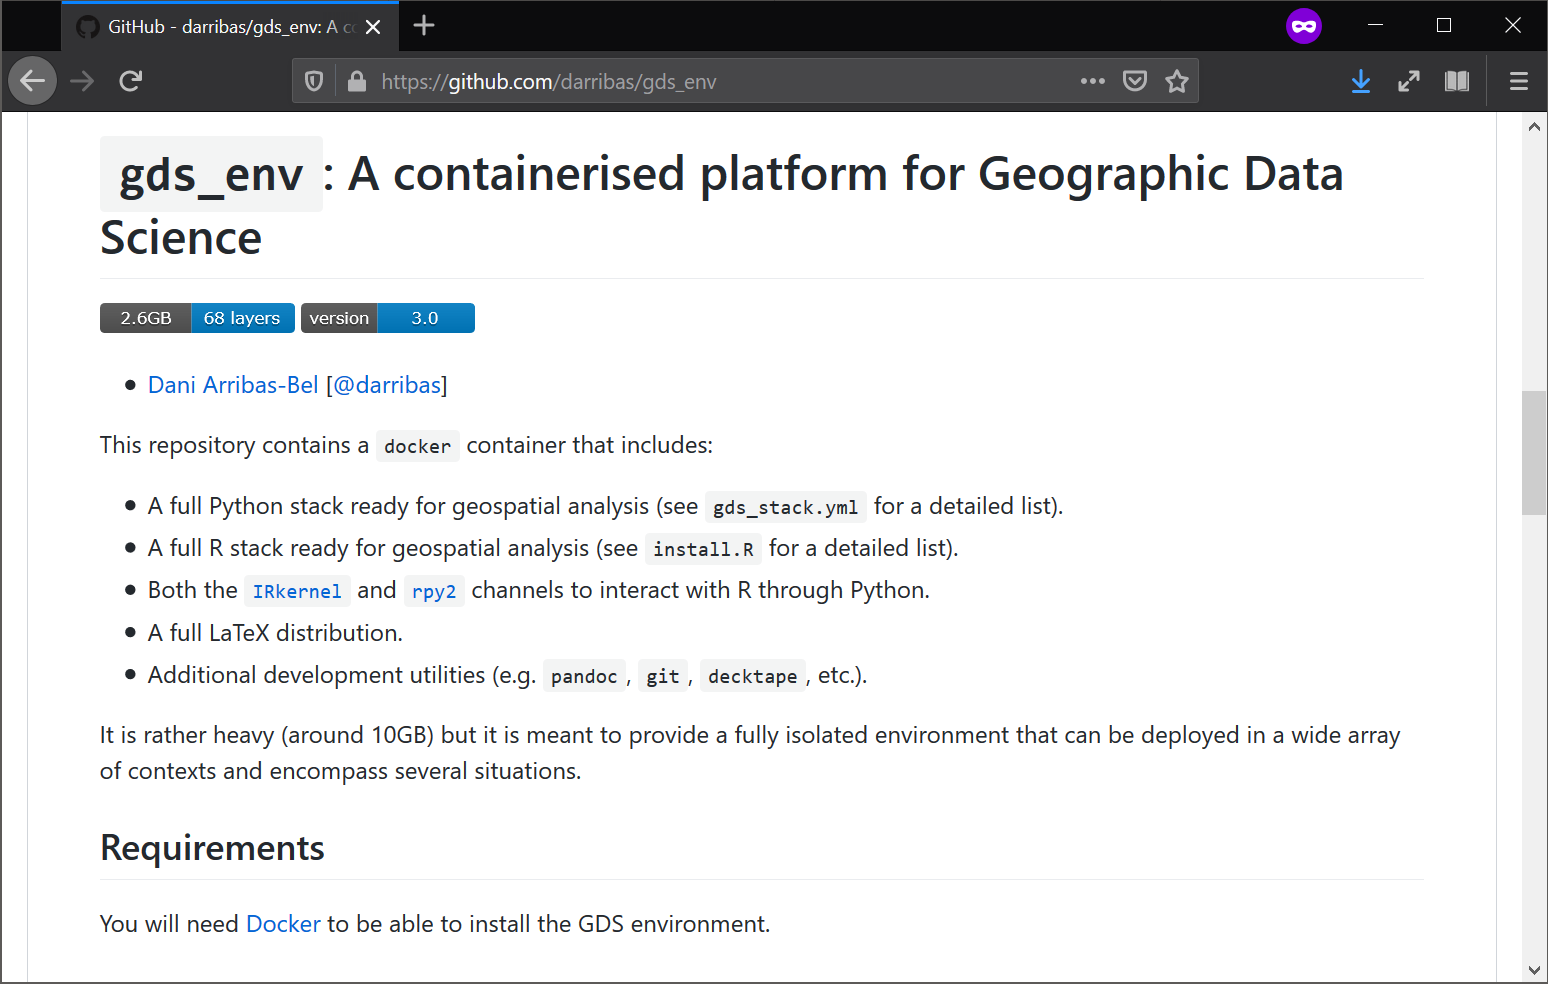 GitHub - darribas/gds_env: A co
https://github.com/darribas/gds_env
gds_env: A containerised platform for Geographic Data
Science
2.6GB 68 layers version 3.0
Dani Arribas-Bel [@darribas]
This repository contains a docker container that includes:
A full Python stack ready for geospatial analysis (see gds_stack.yml for a detailed list).
A full R stack ready for geospatial analysis (see install.R for a detailed list).
Both the IRkernel and rpy2 channels to interact with R through Python.
A full LaTeX distribution.
Additional development utilities (e.g. pandoc, git, decktape, etc.).
It is rather heavy (around 10GB) but it is meant to provide a fully isolated environment that can be deployed in a wide array
of contexts and encompass several situations.
Requirements
You will need Docker to be able to install the GDS environment.